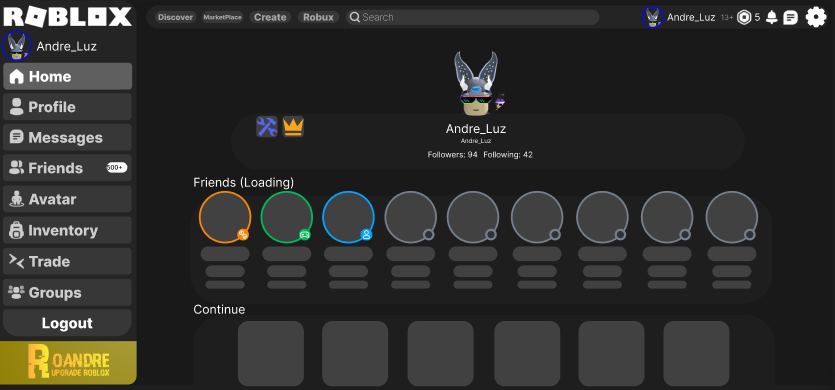 ROBLOX
Discover MarketPlace Create Robux Search
Andre_Luz 13+ 5
Andre_Luz
Home
Profile
Messages
Friends 500+
Avatar
Inventory
Trade
Groups
Logout
ROANDRE
UPGRADE ROBLOX
Andre_Luz
Andre_Luz
Followers: 94 Following: 42
Friends (Loading)
Continue